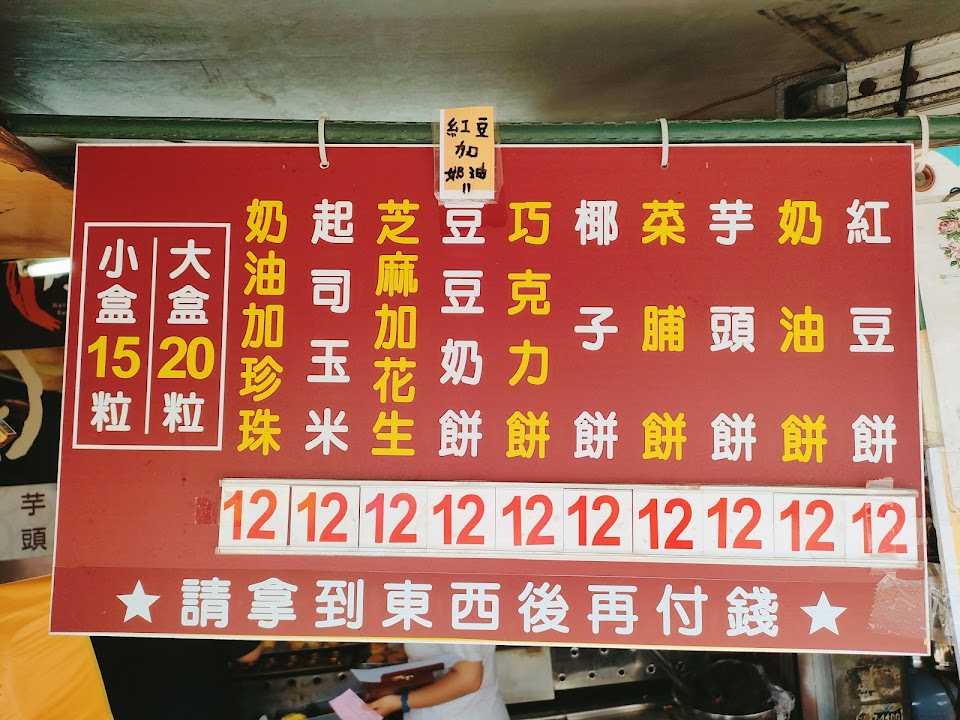 紅豆
加
奶油
〃
紅豆餅
奶油餅
芋頭餅
菜脯餅
椰子餅
巧克力餅
豆豆奶餅
芝麻加花生
起司玉米
奶油加珍珠
大盒20粒
小盒15粒
12 12 12 12 12 12 12 12 12 12
★請拿到東西後再付錢★
芋頭